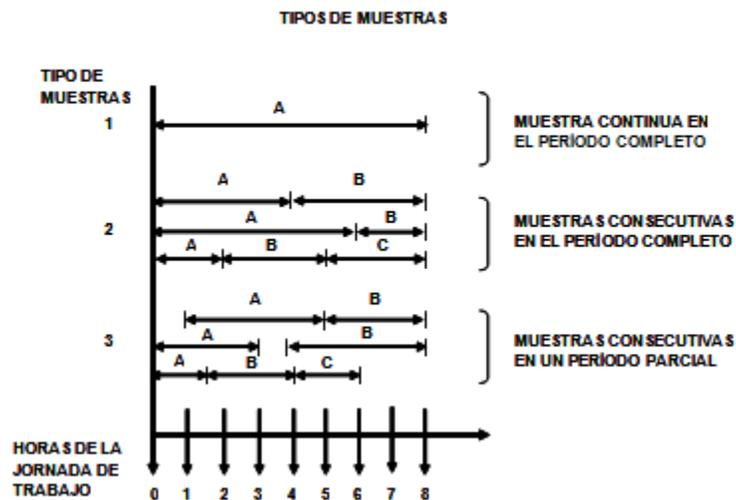 TIPOS DE MUESTRAS
TIPO DE
MUESTRAS
A
1
MUESTRA CONTINUA EN
EL PERÍODO COMPLETO
A B
A B
2
A B C
MUESTRAS CONSECUTIVAS
EN EL PERÍODO COMPLETO
A B
3
A B
A B C
MUESTRAS CONSECUTIVAS
EN UN PERÍODO PARCIAL
HORAS DE LA
JORNADA DE
TRABAJO
0 1 2 3 4 5 6 7 8